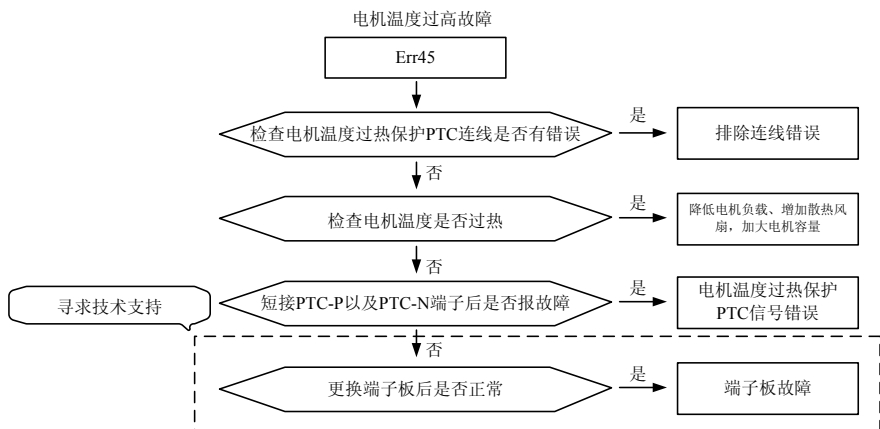 电机温度过高故障
Err45
检查电机温度过热保护PTC连线是否有错误
是
排除连线错误
否
检查电机温度是否过热
是
降低电机负载、增加散热风
扇，加大电机容量
否
寻求技术支持
短接PTC-P以及PTC-N端子后是否报故障
是
电机温度过热保护
PTC信号错误
否
更换端子板后是否正常
是
端子板故障